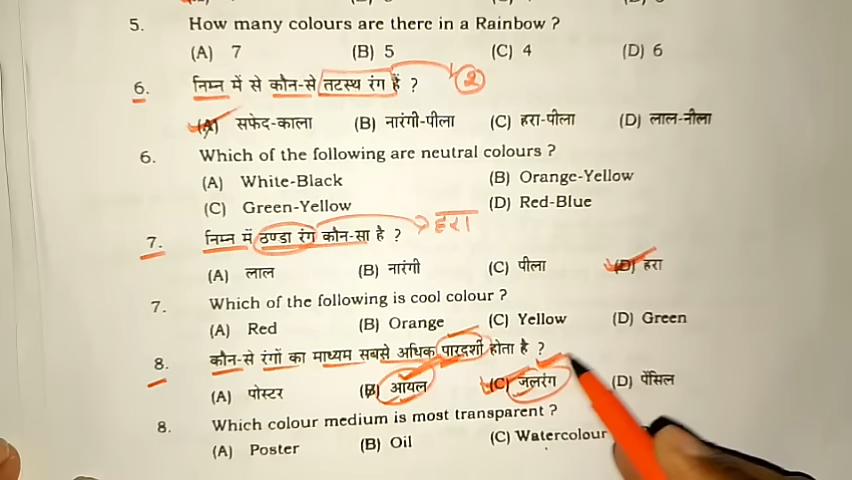 5. How many colours are there in a Rainbow ?
(A) 7 (B) 5 (C) 4 (D) 6
6. निम्न में से कौन-से तटस्थ रंग हैं ? 2
(A) सफेद-काला (B) नारंगी-पीला (C) हरा-पीला (D) लाल-नीला
6. Which of the following are neutral colours ?
(A) White-Black (B) Orange-Yellow
(C) Green-Yellow (D) Red-Blue
7. निम्न में ठण्डा रंग कौन-सा है ? हरा
(A) लाल (B) नारंगी (C) पीला (D) हरा
7. Which of the following is cool colour ?
(A) Red (B) Orange (C) Yellow (D) Green
8. कौन-से रंगों का माध्यम सबसे अधिक पारदर्शी होता है ?
(A) पोस्टर (B) आयल (C) जलरंग (D) पेंसिल
8. Which colour medium is most transparent ?
(A) Poster (B) Oil (C) Watercolour